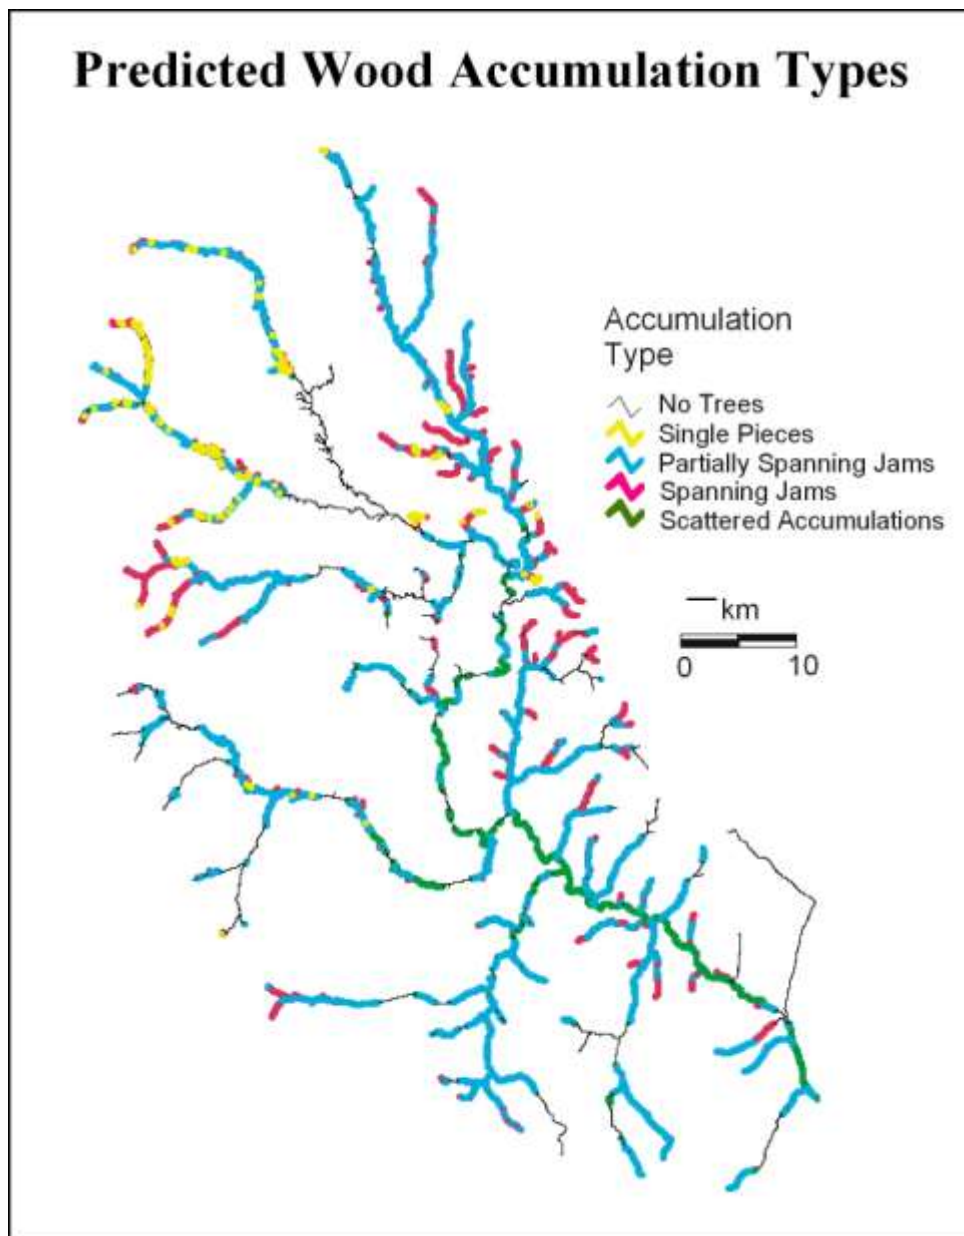 Predicted Wood Accumulation Types
Accumulation
Type
No Trees
Single Pieces
Partially Spanning Jams
Spanning Jams
Scattered Accumulations
km
0 10